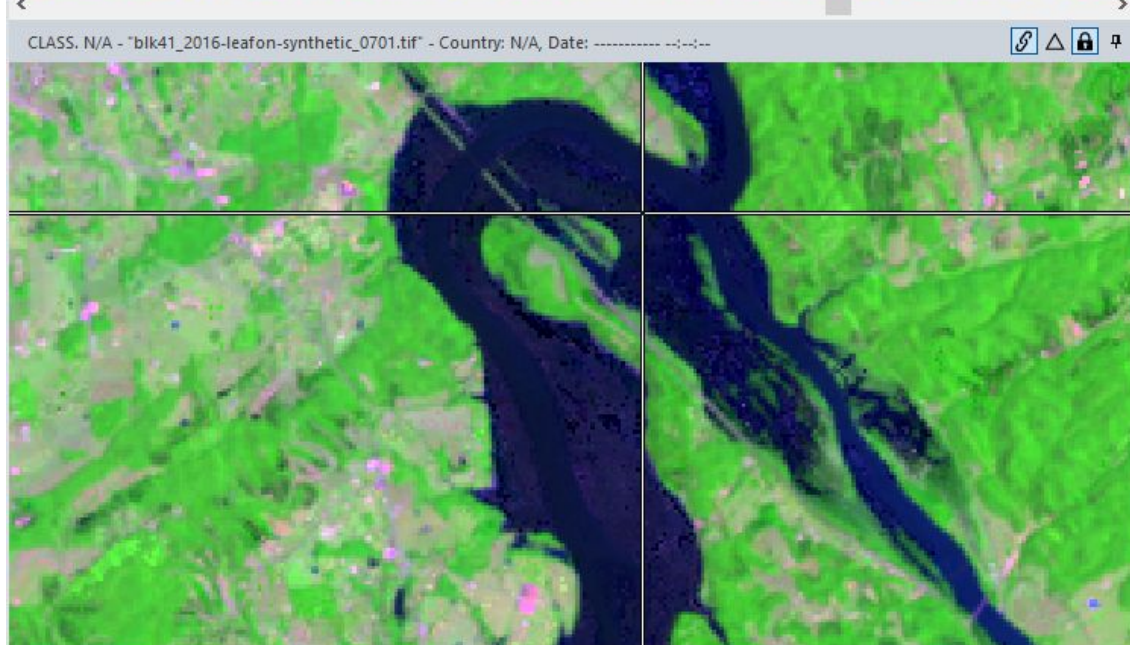 CLASS. N/A - "blk41_2016-leafon-synthetic_0701.tif" - Country: N/A, Date: ----------- --:--:--